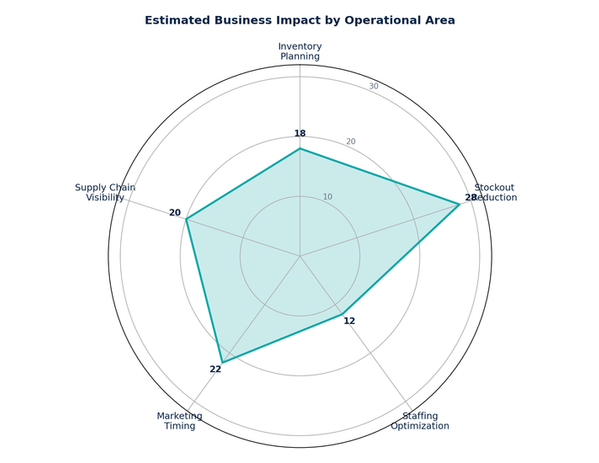 Estimated Business Impact by Operational Area
Inventory
Planning
30
20
18
10
Supply Chain
Visibility
20
Stockout
28
Reduction
12
22
Marketing
Timing
Staffing
Optimization